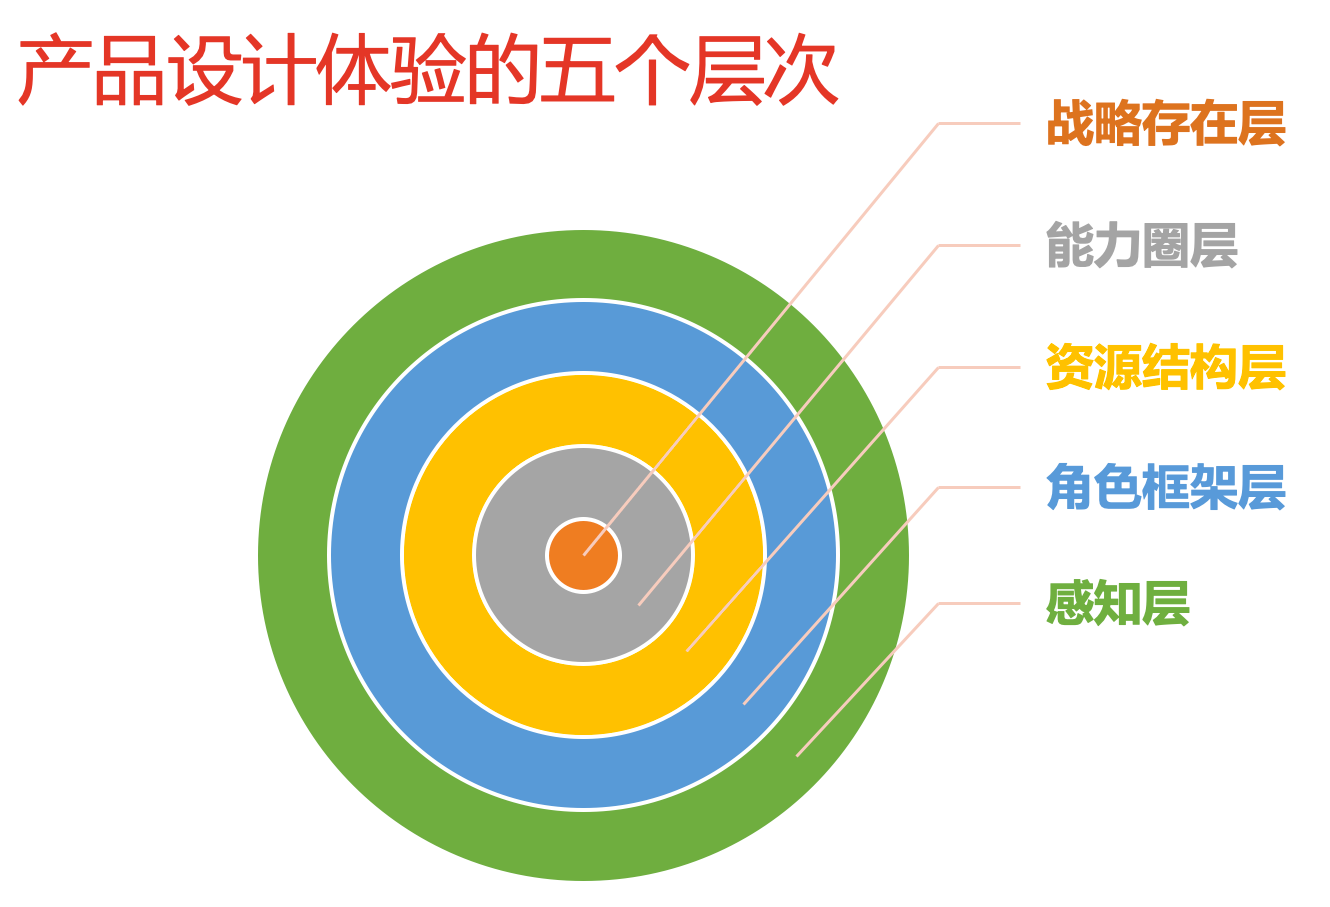 产品设计体验的五个层次
战略存在层
能力圈层
资源结构层
角色框架层
感知层